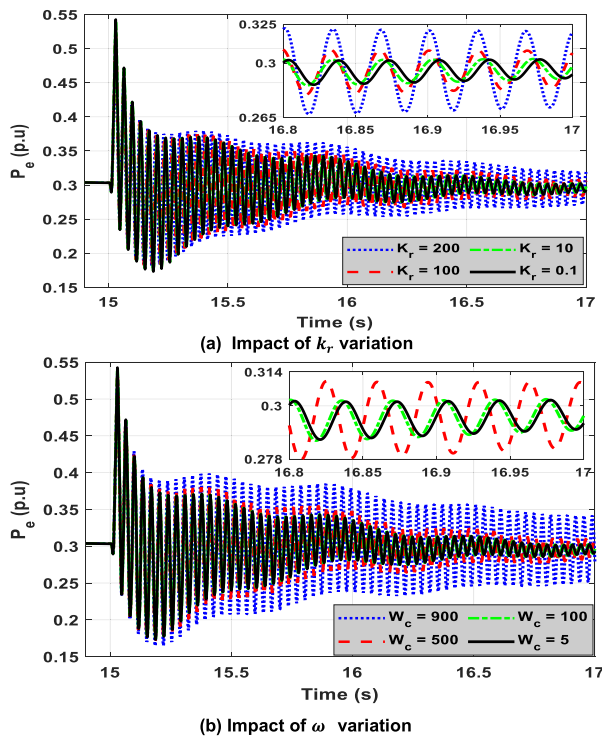 0.55
0.5
0.45
0.4
0.35
0.3
0.25
0.2
0.15
P_e (p.u)
0.325
0.3
0.265
16.8 16.85 16.9 16.95 17
K_r = 200 K_r = 10
K_r = 100 K_r = 0.1
15 15.5 16 16.5 17
Time (s)
(a) Impact of k_r variation
0.55
0.5
0.45
0.4
0.35
0.3
0.25
0.2
0.15
P_e (p.u)
0.314
0.3
0.278
16.8 16.85 16.9 16.95 17
W_c = 900 W_c = 100
W_c = 500 W_c = 5
15 15.5 16 16.5 17
Time (s)
(b) Impact of ω variation